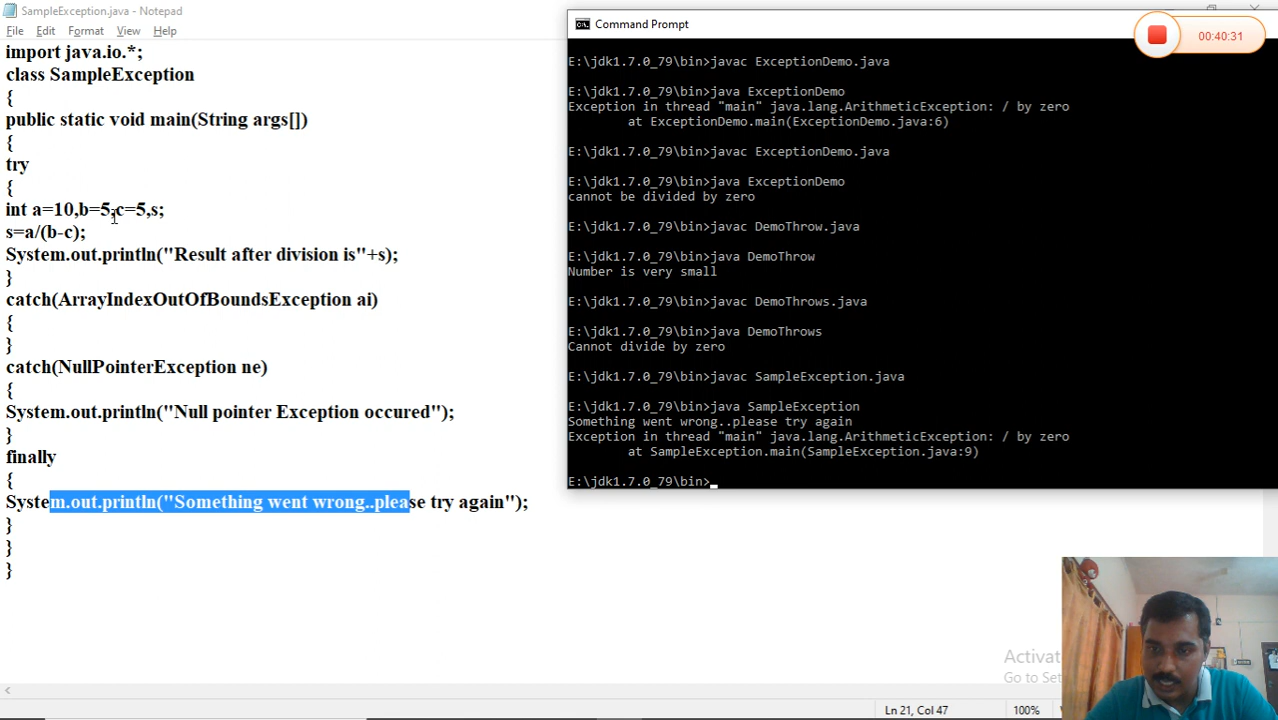 SampleException.java - Notepad
File Edit Format View Help
import java.io.*;
class SampleException
{
public static void main(String args[])
{
try
{
int a=10,b=5,c=5,s;
s=a/(b-c);
System.out.println("Result after division is"+s);
}
catch(ArrayIndexOutOfBoundsException ai)
{
}
catch(NullPointerException ne)
{
System.out.println("Null pointer Exception occured");
}
finally
{
System.out.println("Something went wrong..please try again");
}
}
}
Ln 21, Col 47
100%
Command Prompt
00:40:31
E:\jdk1.7.0_79\bin>javac ExceptionDemo.java
E:\jdk1.7.0_79\bin>java ExceptionDemo
Exception in thread "main" java.lang.ArithmeticException: / by zero
at ExceptionDemo.main(ExceptionDemo.java:6)
E:\jdk1.7.0_79\bin>javac ExceptionDemo.java
E:\jdk1.7.0_79\bin>java ExceptionDemo
cannot be divided by zero
E:\jdk1.7.0_79\bin>javac DemoThrow.java
E:\jdk1.7.0_79\bin>java DemoThrow
Number is very small
E:\jdk1.7.0_79\bin>javac DemoThrows.java
E:\jdk1.7.0_79\bin>java DemoThrows
Cannot divide by zero
E:\jdk1.7.0_79\bin>javac SampleException.java
E:\jdk1.7.0_79\bin>java SampleException
Something went wrong..please try again
Exception in thread "main" java.lang.ArithmeticException: / by zero
at SampleException.main(SampleException.java:9)
E:\jdk1.7.0_79\bin>
Activat
Go to Set